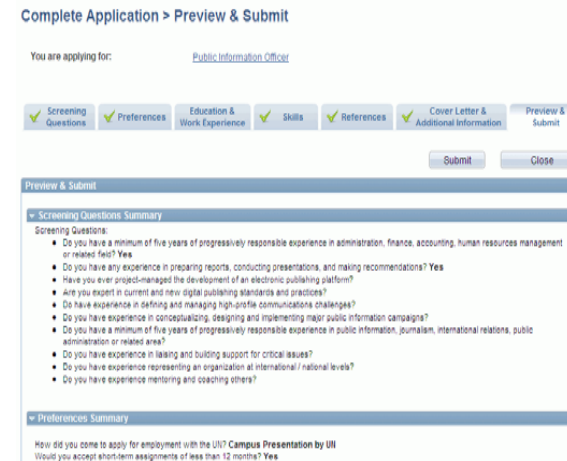 Complete Application > Preview & Submit
You are applying for: Public Information Officer
Screening Questions
Preferences
Education & Work Experience
Skills
References
Cover Letter & Additional Information
Preview & Submit
Submit Close
Preview & Submit
Screening Questions Summary
Screening Questions:
Do you have a minimum of five years of progressively responsible experience in administration, finance, accounting, human resources management
or related field? Yes
Do you have any experience in preparing reports, conducting presentations, and making recommendations? Yes
Have you ever project-managed the development of an electronic publishing platform?
Are you expert in current and new digital publishing standards and practices?
Do have experience in defining and managing high-profile communications challenges?
Do you have experience in conceptualizing, designing and implementing major public information campaigns?
Do you have a minimum of five years of progressively responsible experience in public information, journalism, international relations, public
administration or related area?
Do you have experience in liaising and building support for critical issues?
Do you have experience representing an organization at international / national levels?
Do you have experience mentoring and coaching others?
Preferences Summary
How did you come to apply for employment with the UN? Campus Presentation by UN
Would you accept short-term assignments of less than 12 months? Yes